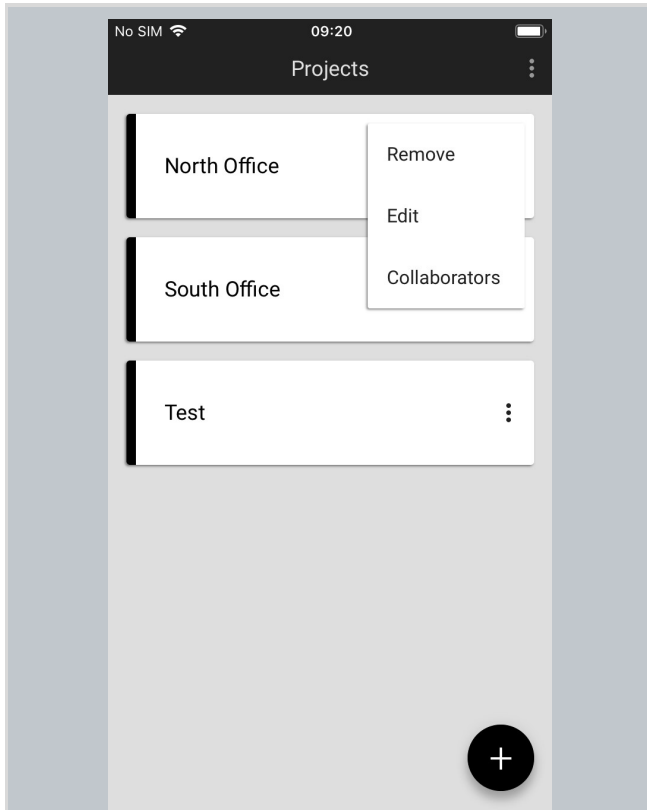 No SIM 09:20
Projects
North Office
Remove
Edit
South Office
Collaborators
Test